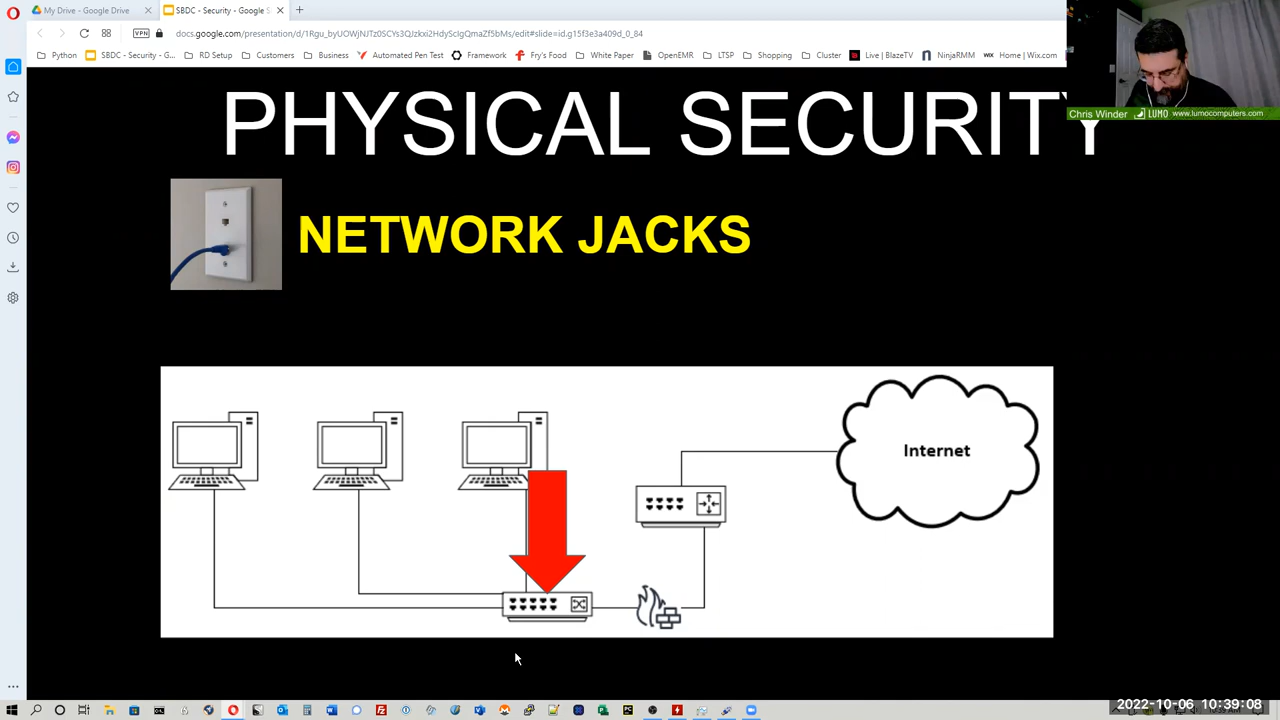 My Drive - Google Drive
SBDC - Security - Google S
VPN
docs.google.com/presentation/d/1Rgu_byUOWjNJTz0SCYs3QJzkxi2HdyScIgQmaZf5bMs/edit#slide=id.g15f3e3a409d_0_84
Python
SBDC - Security - G...
RD Setup
Customers
Business
Automated Pen Test
Framework
Fry's Food
White Paper
OpenEMR
LTSP
Shopping
Cluster
Live | BlazeTV
NinjaRMM
Home | Wix.com
Chris Winder
LUMO
www.lumocomputers.com
PHYSICAL SECURITY
NETWORK JACKS
Internet
2022-10-06 10:39:08